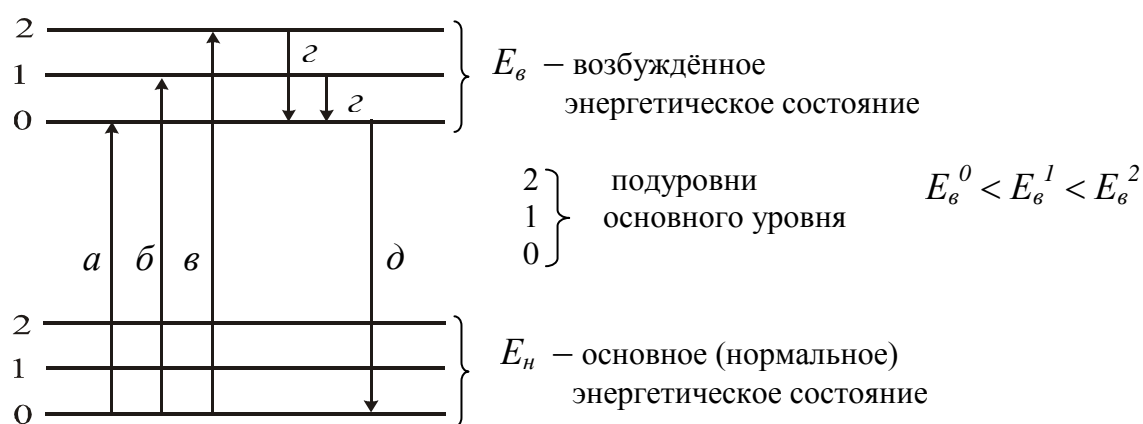 2
1
0
г
г
E_в – возбуждённое
энергетическое состояние
2
1
0
подуровни
основного уровня
E_в^0 < E_в^1 < E_в^2
а б в д
2
1
0
E_н – основное (нормальное)
энергетическое состояние